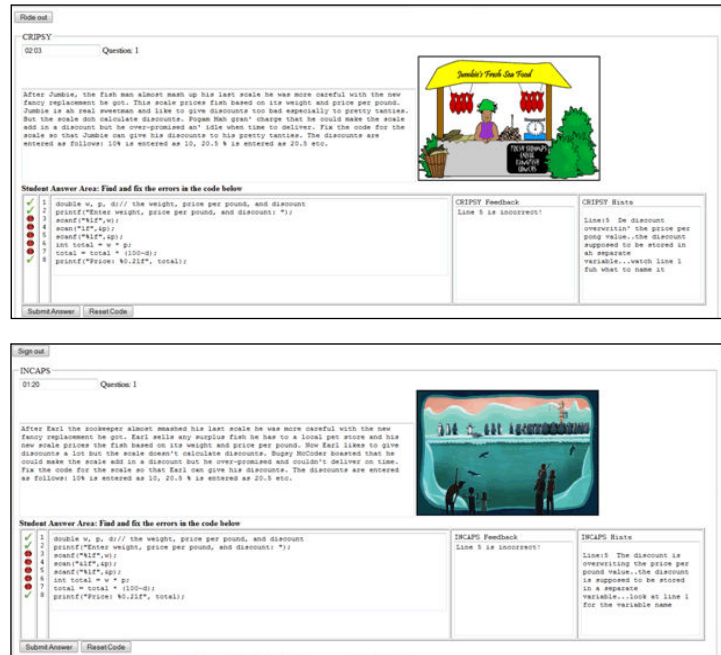 Ride out
CRIPSY
02:03
Question: 1
Jumbie's Fresh Sea Food
After Jumbie, the fish man almost mash up his last scale he was more careful with the new
fancy replacement he got. This scale prices fish based on its weight and price per pound.
Jumbie is ah real sweetman and like to give discounts too bad especially to pretty tanties.
But the scale doh calculate discounts. Pogam Mah gran' charge that he could make the scale
add in a discount but he over-promised an' idle when time to deliver. Fix the code for the
scale so that Jumbie can give his discounts to his pretty tanties. The discounts are
entered as follows: 10% is entered as 10, 20.5 % is entered as 20.5 etc.
Student Answer Area: Find and fix the errors in the code below
1 double w, p, d;// the weight, price per pound, and discount
2 printf("Enter weight, price per pound, and discount: ");
3 scanf("%lf",w);
4 scan("lf",&p);
5 scanf("%lf",&p);
6 int total = w * p;
7 total = total * (100-d);
8 printf("Price: %0.2lf", total);
CRIPSY Feedback
Line 5 is incorrect!
CRIPSY Hints
Line:5 De discount
overwritin' the price per
pong value..the discount
supposed to be stored in
ah separate
variable...watch line 1
fuh what to name it
Submit Answer
Reset Code
Sign out
INCAPS
01:20
Question: 1
After Earl the zookeeper almost smashed his last scale he was more careful with the new
fancy replacement he got. Earl sells any surplus fish he has to a local pet store and his
new scale prices the fish based on its weight and price per pound. Now Earl likes to give
discounts a lot but the scale doesn't calculate discounts. Bugsy McCoder boasted that he
could make the scale add in a discount but he over-promised and couldn't deliver on time.
Fix the code for the scale so that Earl can give his discounts. The discounts are entered
as follows: 10% is entered as 10, 20.5 % is entered as 20.5 etc.
Student Answer Area: Find and fix the errors in the code below
1 double w, p, d;// the weight, price per pound, and discount
2 printf("Enter weight, price per pound, and discount: ");
3 scanf("%lf",w);
4 scan("lf",&p);
5 scanf("%lf",&p);
6 int total = w * p;
7 total = total * (100-d);
8 printf("Price: %0.2lf", total);
INCAPS Feedback
Line 5 is incorrect!
INCAPS Hints
Line:5 The discount is
overwriting the price per
pound value..the discount
is supposed to be stored
in a separate
variable...look at line 1
for the variable name
Submit Answer
Reset Code